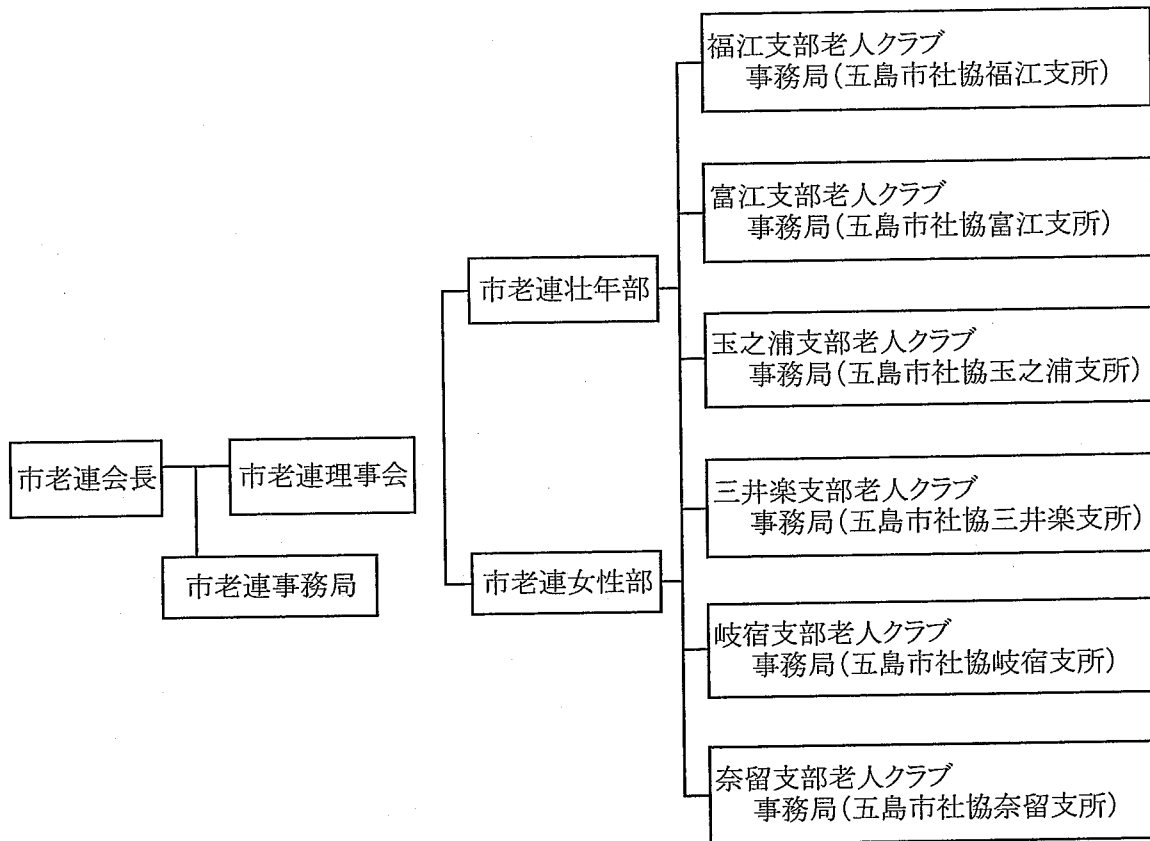 市老連会長
市老連理事会
市老連事務局
市老連壮年部
市老連女性部
福江支部老人クラブ
事務局(五島市社協福江支所)
富江支部老人クラブ
事務局(五島市社協富江支所)
玉之浦支部老人クラブ
事務局(五島市社協玉之浦支所)
三井楽支部老人クラブ
事務局(五島市社協三井楽支所)
岐宿支部老人クラブ
事務局(五島市社協岐宿支所)
奈留支部老人クラブ
事務局(五島市社協奈留支所)